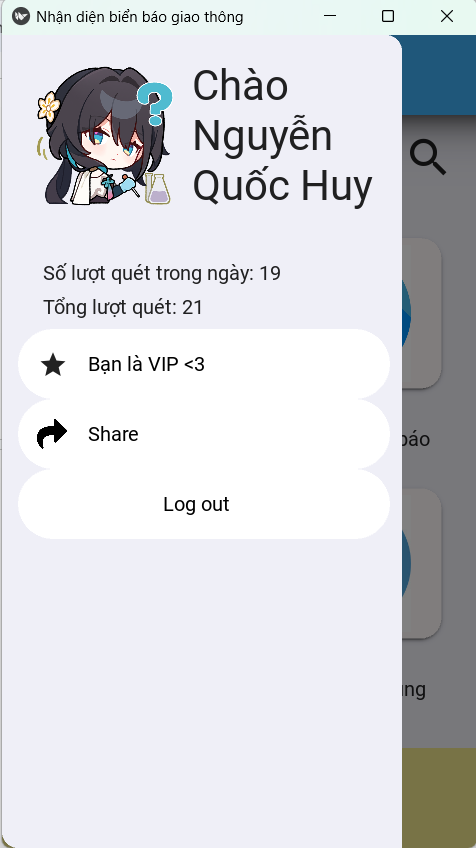 Nhận diện biển báo giao thông
Chào
Nguyễn
Quốc Huy
Số lượt quét trong ngày: 19
Tổng lượt quét: 21
Bạn là VIP <3
Share
báo
Log out